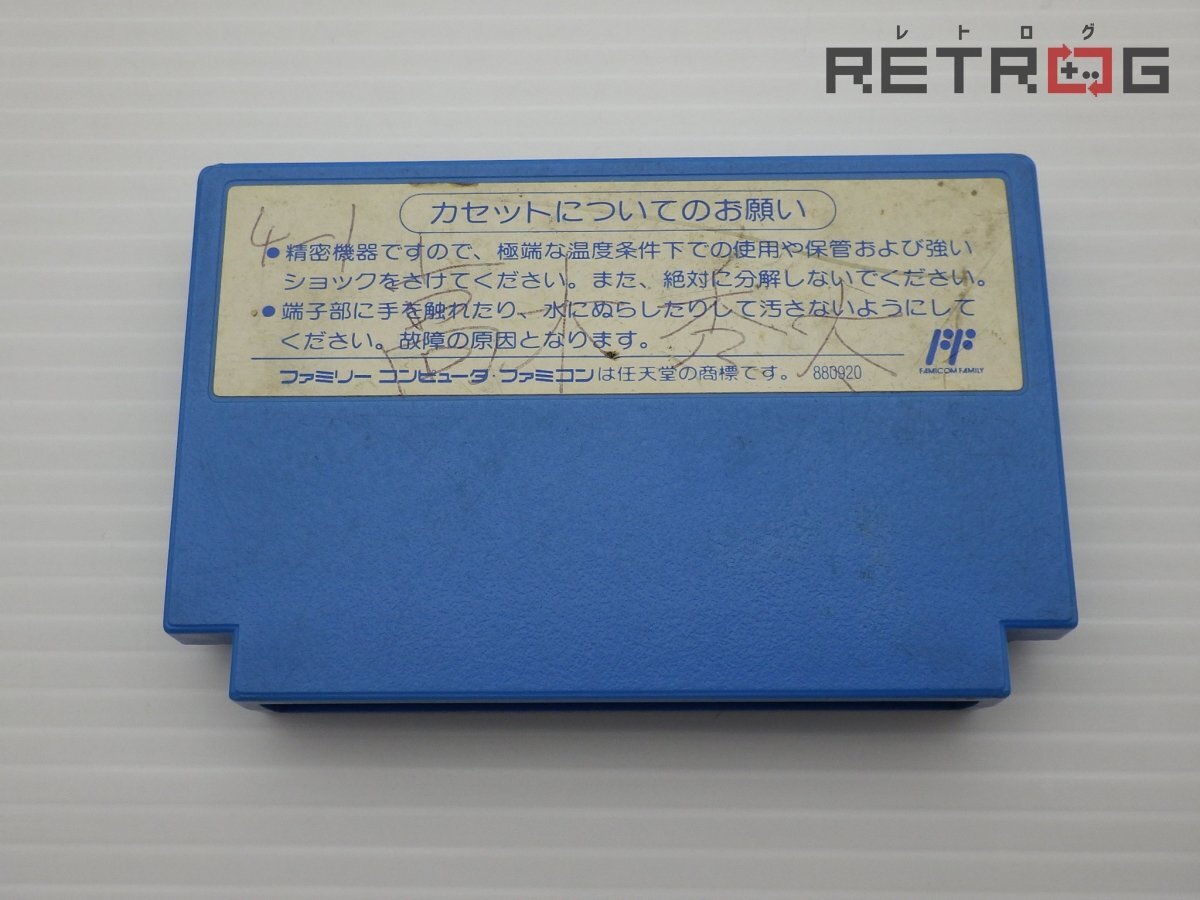 レトログ
RETROG
カセットについてのお願い
4-1
●精密機器ですので、極端な温度条件下での使用や保管および強い
ショックをさけてください。また、絶対に分解しないでください。
●端子部に手を触れたり、水にぬらしたりして汚さないようにして
ください。故障の原因となります。
ファミリー コンピュータ・ファミコンは任天堂の商標です。 880920
FAMICOM FAMILY